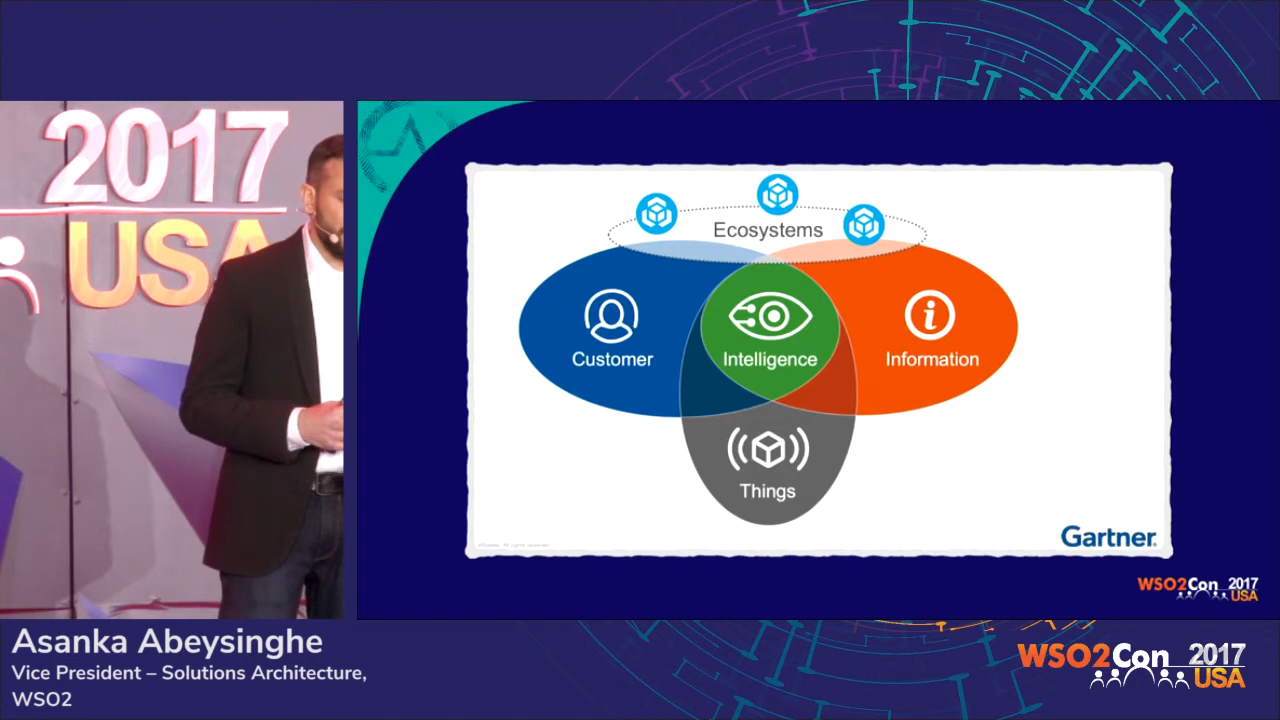 2017
USA
Ecosystems
Customer
Intelligence
Information
Things
Gartner.
WSO2Con 2017
USA
Asanka Abeysinghe
Vice President – Solutions Architecture,
WSO2
WSO2Con 2017
USA